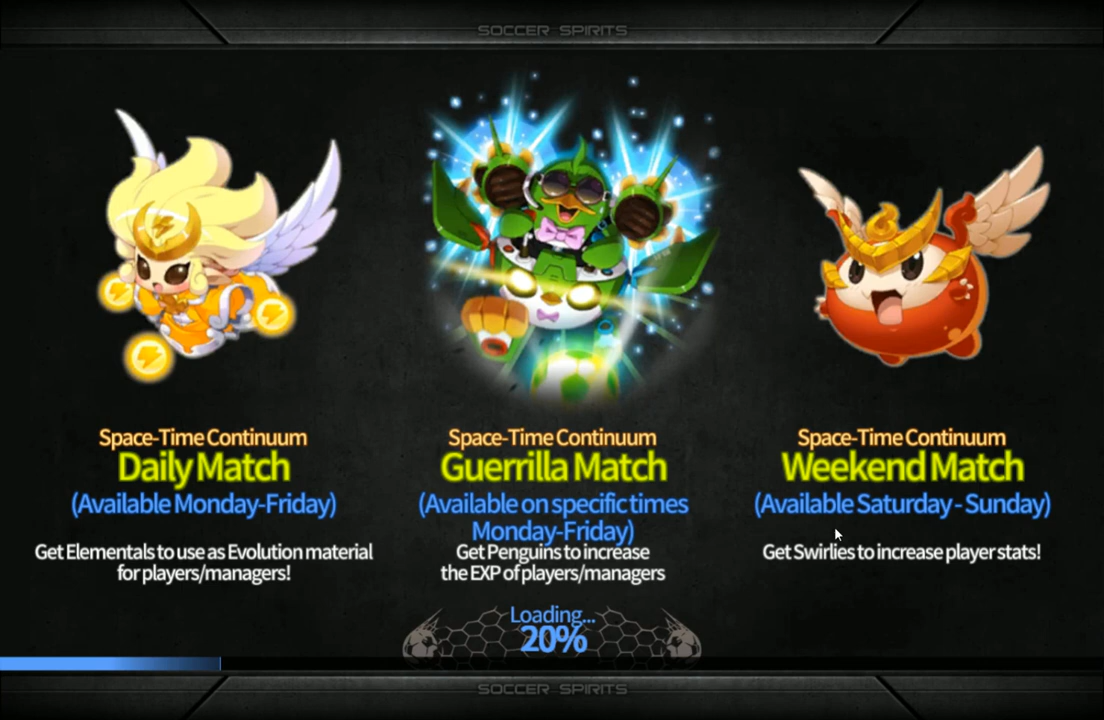 SOCCER SPIRITS
Space-Time Continuum
Daily Match
(Available Monday-Friday)
Get Elementals to use as Evolution material
for players/managers!
Space-Time Continuum
Guerrilla Match
(Available on specific times
Monday-Friday)
Get Penguins to increase
the EXP of players/managers
Space-Time Continuum
Weekend Match
(Available Saturday - Sunday)
Get Swirlies to increase player stats!
Loading...
20%
SOCCER SPIRITS